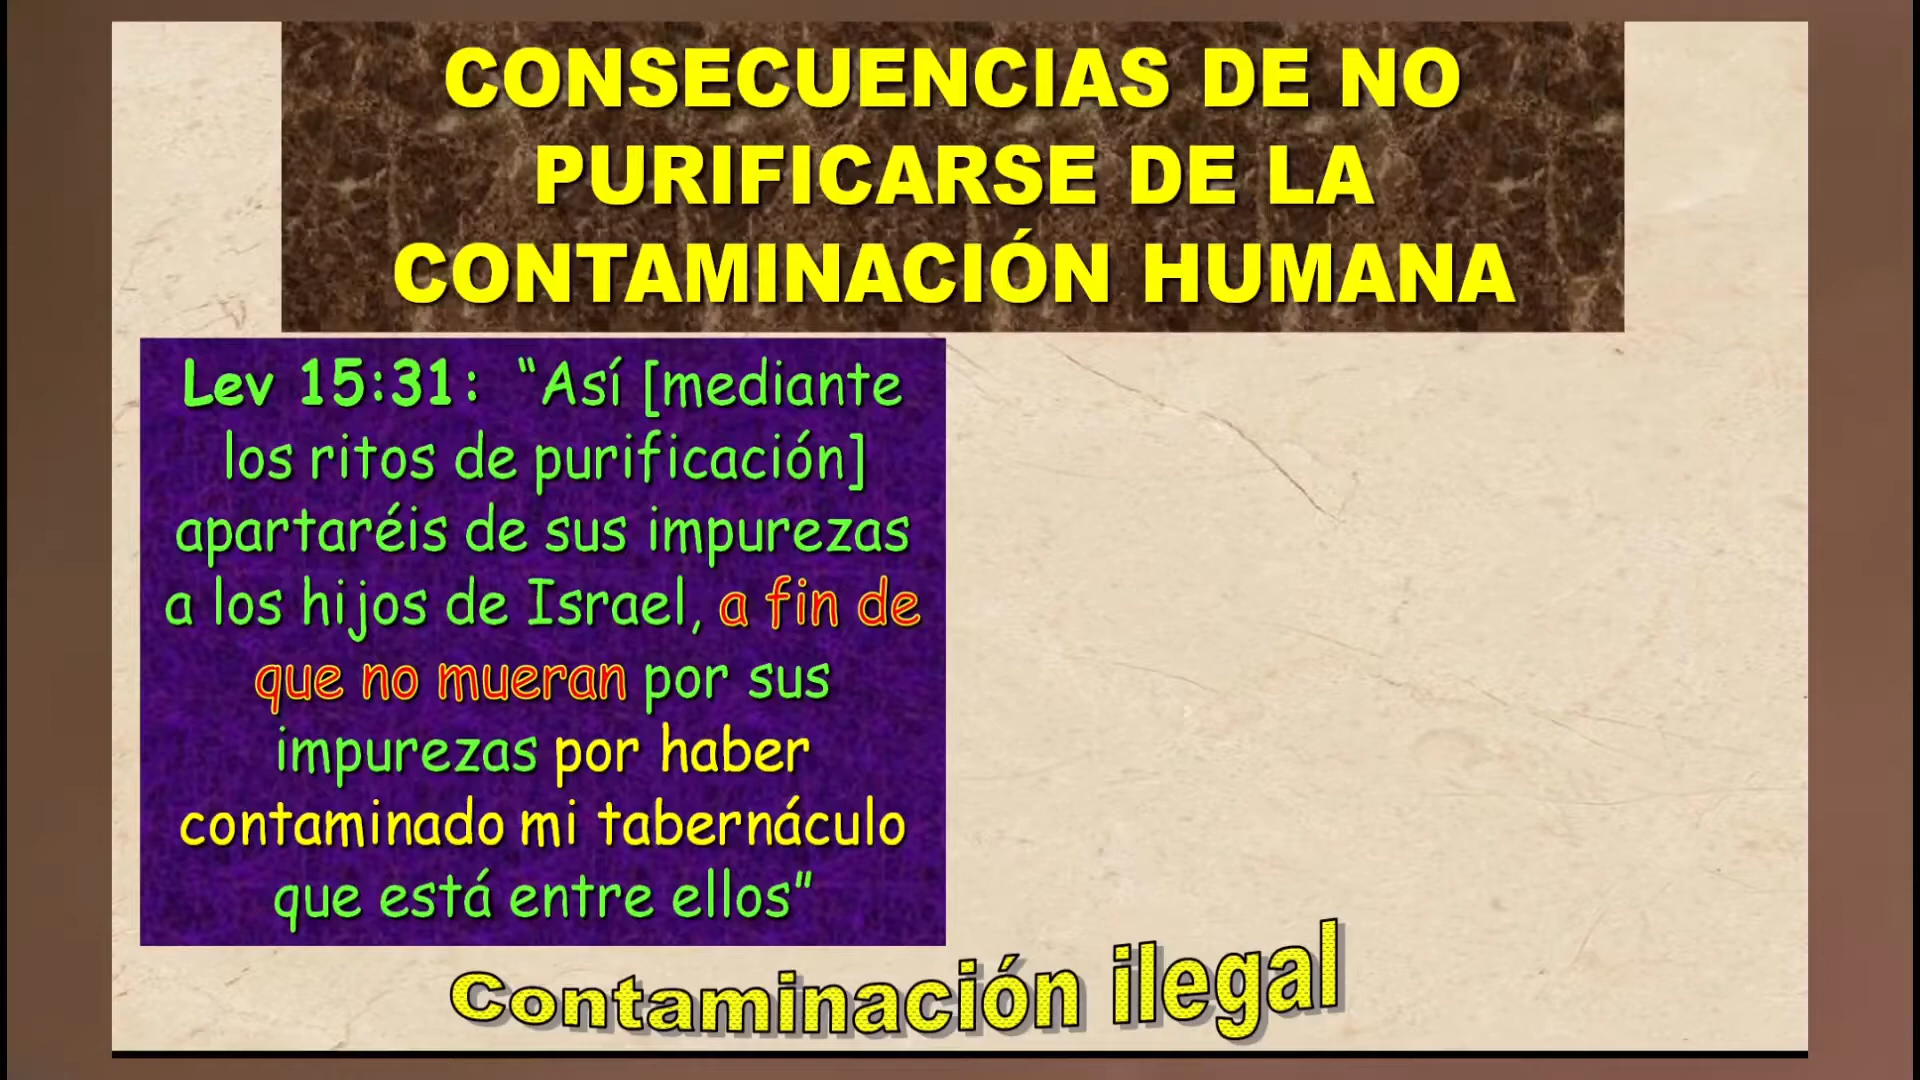 CONSECUENCIAS DE NO
PURIFICARSE DE LA
CONTAMINACIÓN HUMANA
Lev 15:31: “Así [mediante
los ritos de purificación]
apartaréis de sus impurezas
a los hijos de Israel, a fin de
que no mueran por sus
impurezas por haber
contaminado mi tabernáculo
que está entre ellos”
Contaminación ilegal